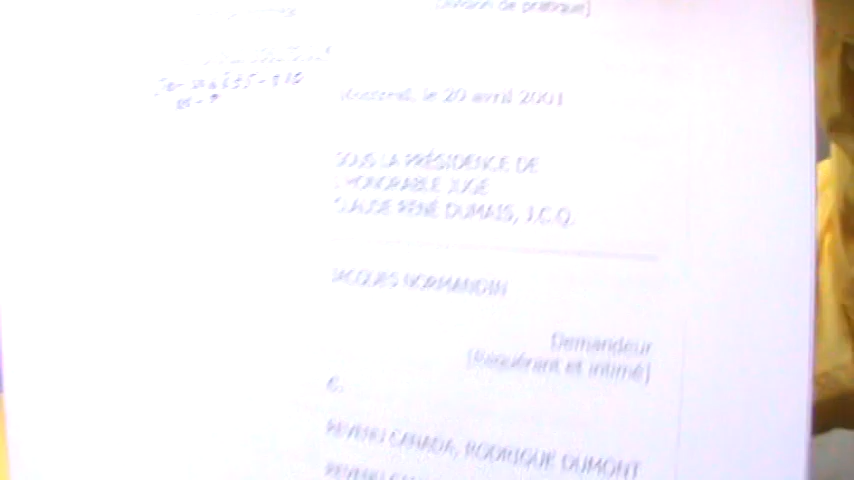 (Division de pratique)
Montréal, le 20 avril 2001
SOUS LA PRÉSIDENCE DE
L'HONORABLE JUGE
CLAUDE RENÉ DUMAIS, J.C.Q.
JACQUES NORMANDIN
Demandeur
(Requérant et intimé)
c.
REVENU CANADA, RODRIGUE DUMONT
REVENU